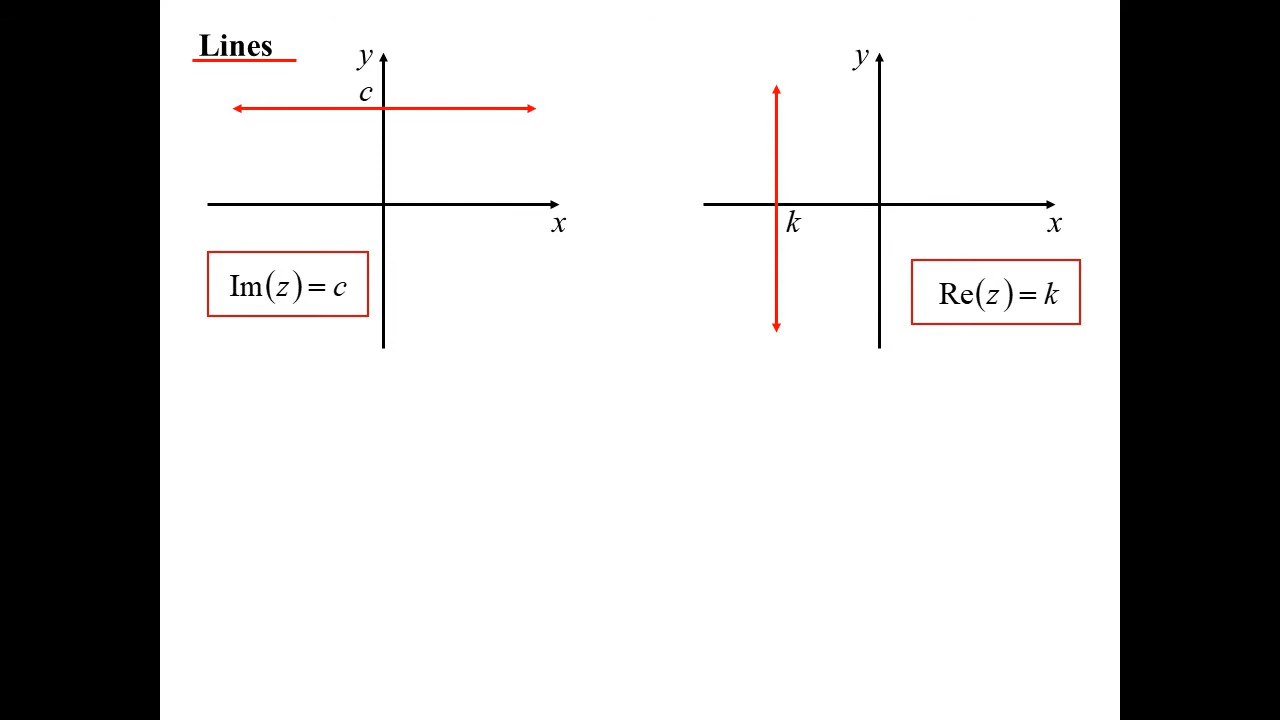 Lines
y
c
x
Im(z) = c
y
k
x
Re(z) = k